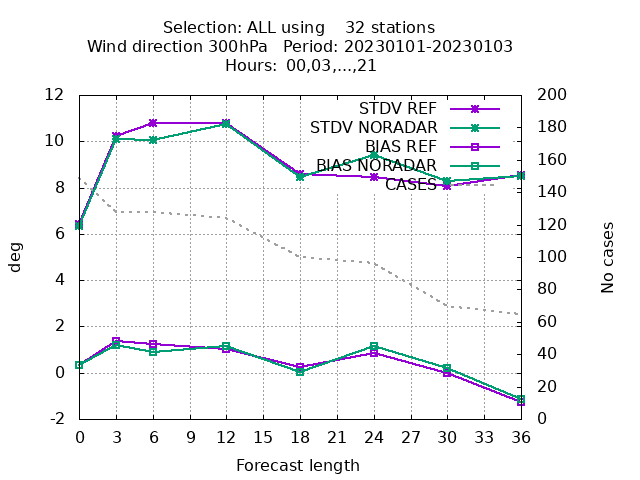 Selection: ALL using    32 stations
Wind direction 300hPa   Period: 20230101-20230103
Hours: 00,03,...,21
12
10
8
6
4
2
0
-2
200
180
160
140
120
100
80
60
40
20
0
STDV REF
STDV NORADAR
BIAS REF
BIAS NORADAR
CASES
deg
No cases
0 3 6 9 12 15 18 21 24 27 30 33 36
Forecast length